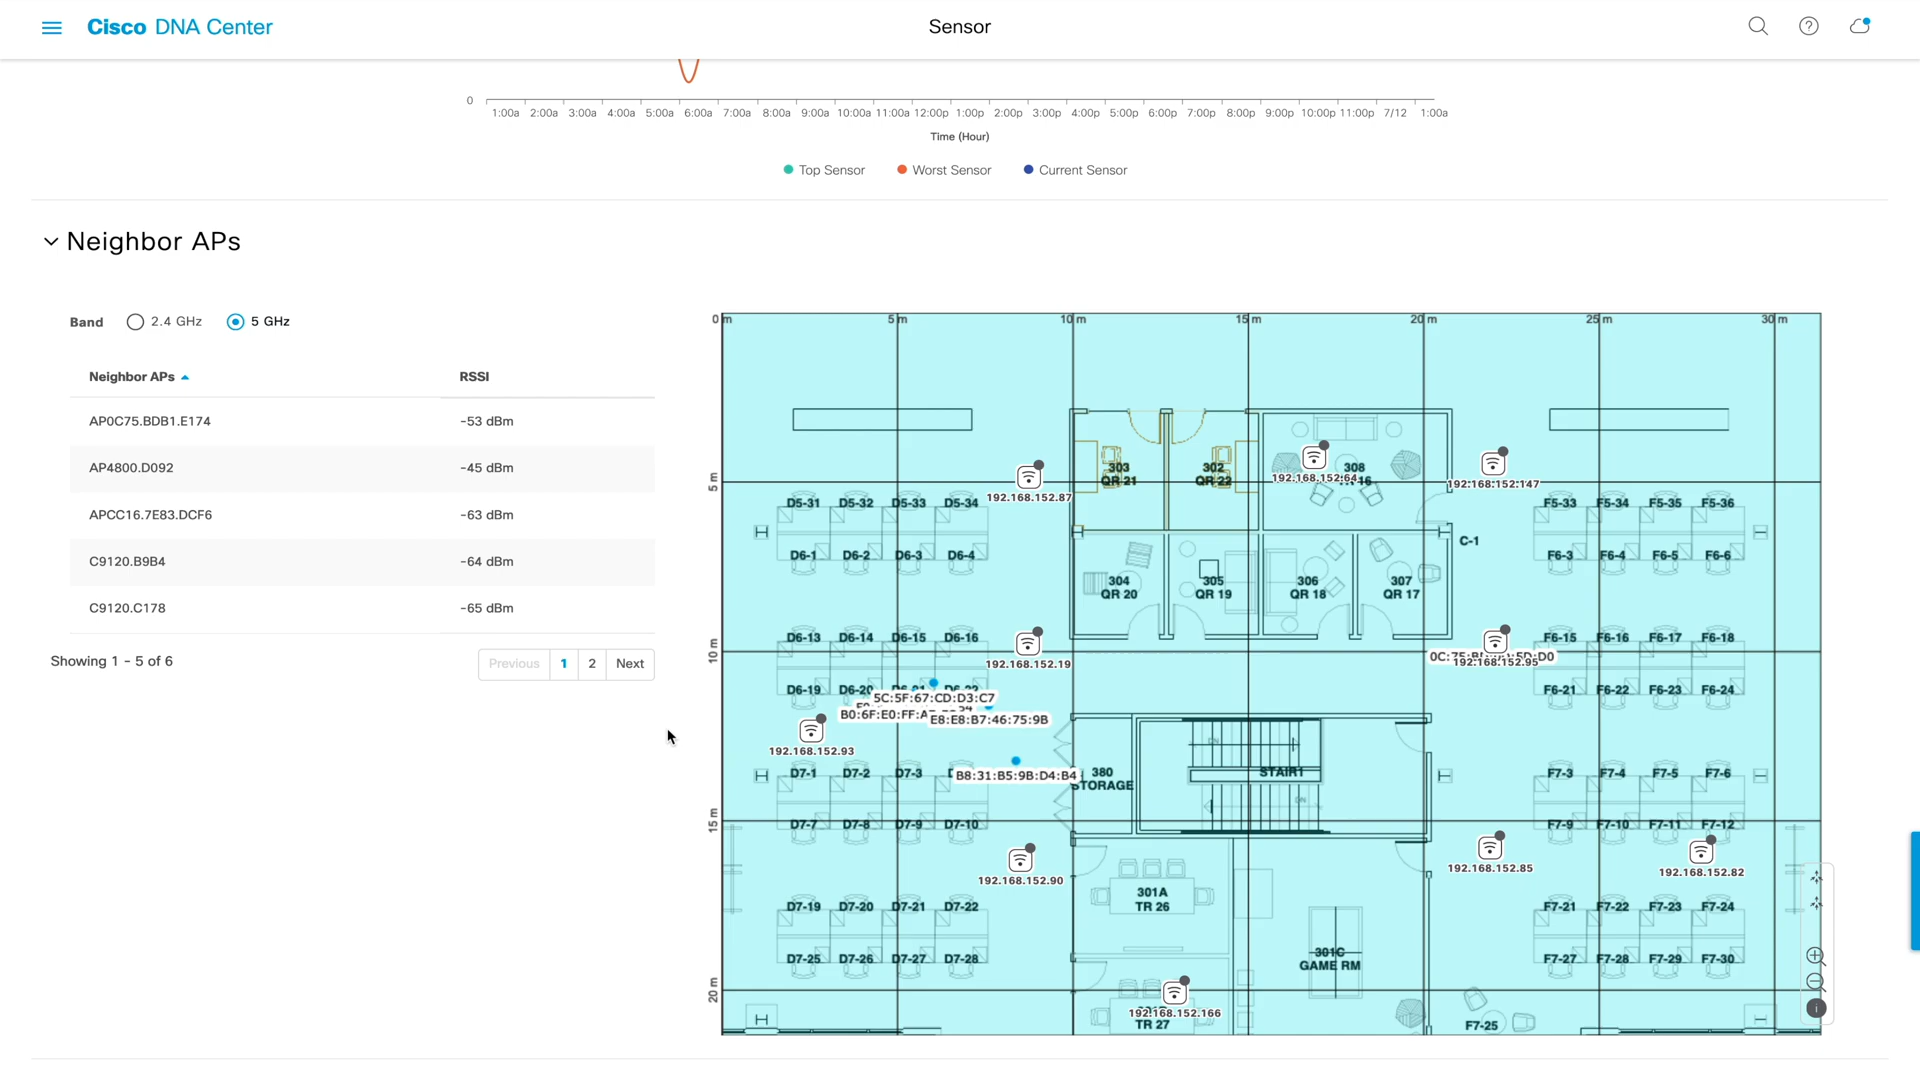 Cisco DNA Center
Sensor
0
1:00a 2:00a 3:00a 4:00a 5:00a 6:00a 7:00a 8:00a 9:00a 10:00a 11:00a 12:00p 1:00p 2:00p 3:00p 4:00p 5:00p 6:00p 7:00p 8:00p 9:00p 10:00p 11:00p 7/12 1:00a
Time (Hour)
Top Sensor Worst Sensor Current Sensor
Neighbor APs
Band 2.4 GHz 5 GHz
Neighbor APs RSSI
AP0C75.BDB1.E174 -53 dBm
AP4800.D092 -45 dBm
APCC16.7E83.DCF6 -63 dBm
C9120.B9B4 -64 dBm
C9120.C178 -65 dBm
Showing 1 - 5 of 6
Previous 1 2 Next
0 m 5 m 10 m 15 m 20 m 25 m 30 m
303 302 308
QR 21 QR 22
192.168.152.64
5 m
192.168.152.147
192.168.152.87
D5-31 D5-32 D5-33 D5-34
F5-33 F5-34 F5-35 F5-36
C-1
D6-1 D6-2 D6-3 D6-4
F6-3 F6-4 F6-5 F6-6
304 305 306 307
QR 20 QR 19 QR 18 QR 17
D6-13 D6-14 D6-15 D6-16
F6-15 F6-16 F6-17 F6-18
10 m
192.168.152.19
192.168.152.95
D6-19 D6-20
F6-21 F6-22 F6-23 F6-24
5C:5F:67:CD:D3:C7
B0:6F:E0:FF:A
E8:E8:B7:46:75:9B
192.168.152.93
D7-1 D7-2 D7-3
B8:31:B5:9B:D4:B4
380
STORAGE
DN
STAIR1
DN
F7-3 F7-4 F7-5 F7-6
15 m
D7-7 D7-8 D7-9 D7-10
F7-9 F7-10 F7-11 F7-12
192.168.152.90
192.168.152.85
192.168.152.82
301A
TR 26
D7-19 D7-20 D7-21 D7-22
F7-21 F7-22 F7-23 F7-24
D7-25 D7-26 D7-27 D7-28
301C
GAME RM
F7-27 F7-28 F7-29 F7-30
20 m
192.168.152.166
TR 27
F7-25